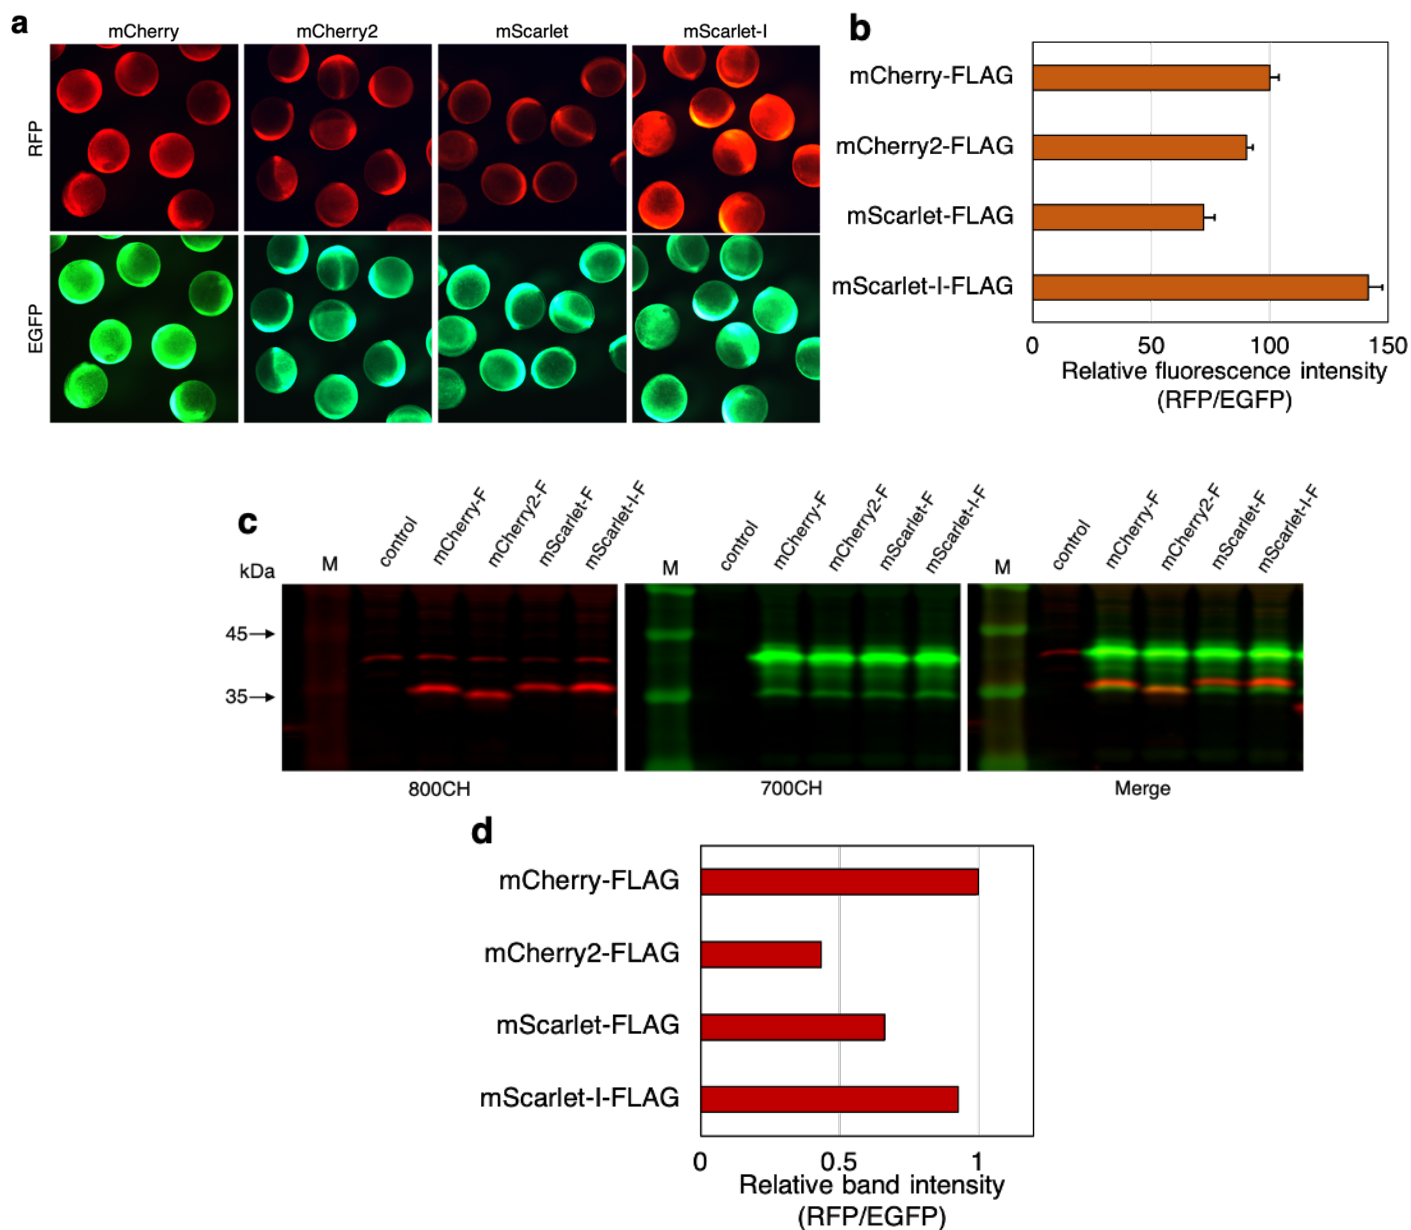 a
mCherry
mCherry2
mScarlet
mScarlet-I
RFP
EGFP
b
mCherry-FLAG
mCherry2-FLAG
mScarlet-FLAG
mScarlet-I-FLAG
0
50
100
150
Relative fluorescence intensity
(RFP/EGFP)
c
kDa
45
35
M
control
mCherry-F
mCherry2-F
mScarlet-F
mScarlet-I-F
800CH
M
control
mCherry-F
mCherry2-F
mScarlet-F
mScarlet-I-F
700CH
M
control
mCherry-F
mCherry2-F
mScarlet-F
mScarlet-I-F
Merge
d
mCherry-FLAG
mCherry2-FLAG
mScarlet-FLAG
mScarlet-I-FLAG
0
0.5
1
Relative band intensity
(RFP/EGFP)